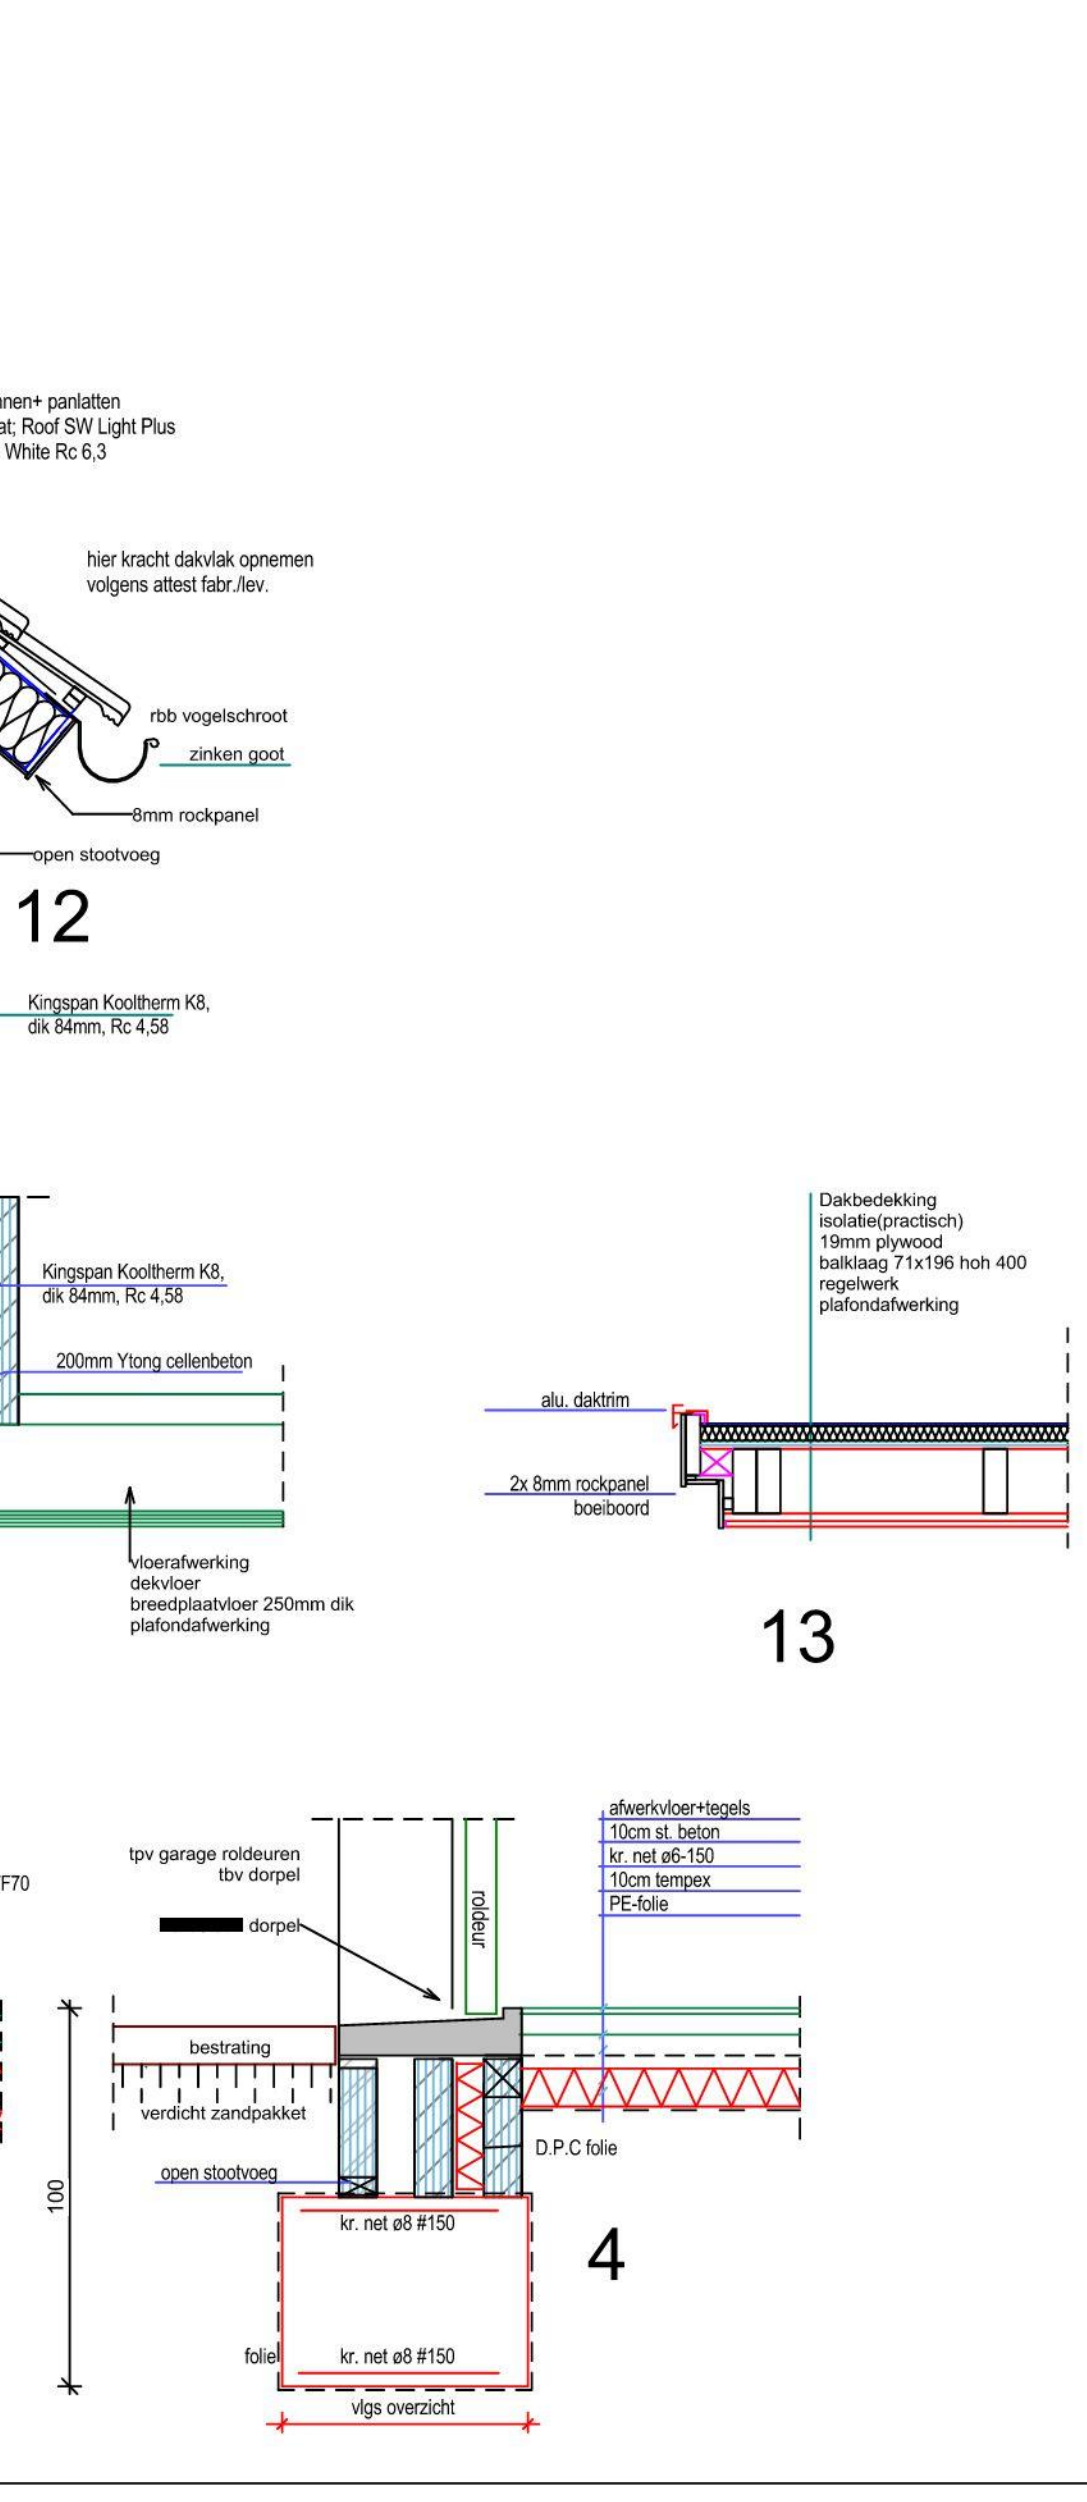 nnen+ panlatten
at; Roof SW Light Plus
White Rc 6,3
hier kracht dakvlak opnemen
volgens attest fabr./lev.
rbb vogelschroot
zinken goot
8mm rockpanel
open stootvoeg
12
Kingspan Kooltherm K8,
dik 84mm, Rc 4,58
Kingspan Kooltherm K8,
dik 84mm, Rc 4,58
200mm Ytong cellenbeton
vloerafwerking
dekvloer
breedplaatvloer 250mm dik
plafondafwerking
Dakbedekking
isolatie(practisch)
19mm plywood
balklaag 71x196 hoh 400
regelwerk
plafondafwerking
alu. daktrim
2x 8mm rockpanel
boeiboord
13
F70
tpv garage roldeuren
tbv dorpel
dorpel
roldeur
afwerkvloer+tegels
10cm st. beton
kr. net ø6-150
10cm tempex
PE-folie
bestrating
verdicht zandpakket
open stootvoeg
D.P.C folie
100
kr. net ø8 #150
4
folie
kr. net ø8 #150
vlgs overzicht